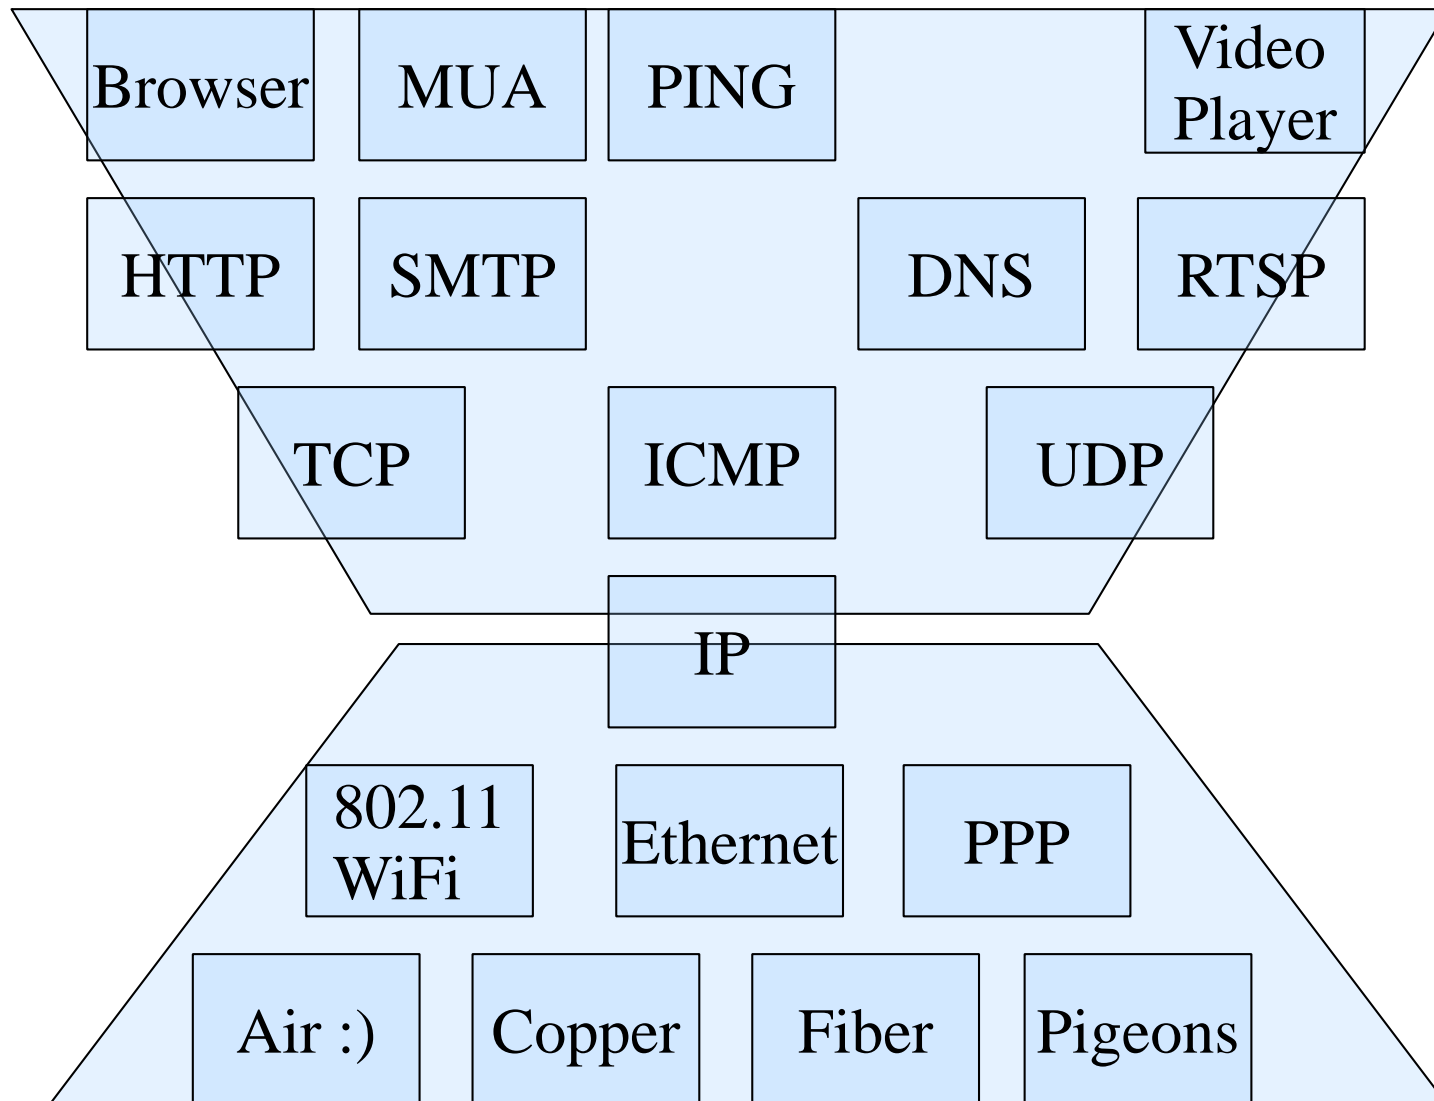 Browser
MUA
PING
Video
Player
HTTP
SMTP
DNS
RTSP
TCP
ICMP
UDP
IP
802.11
WiFi
Ethernet
PPP
Air :)
Copper
Fiber
Pigeons